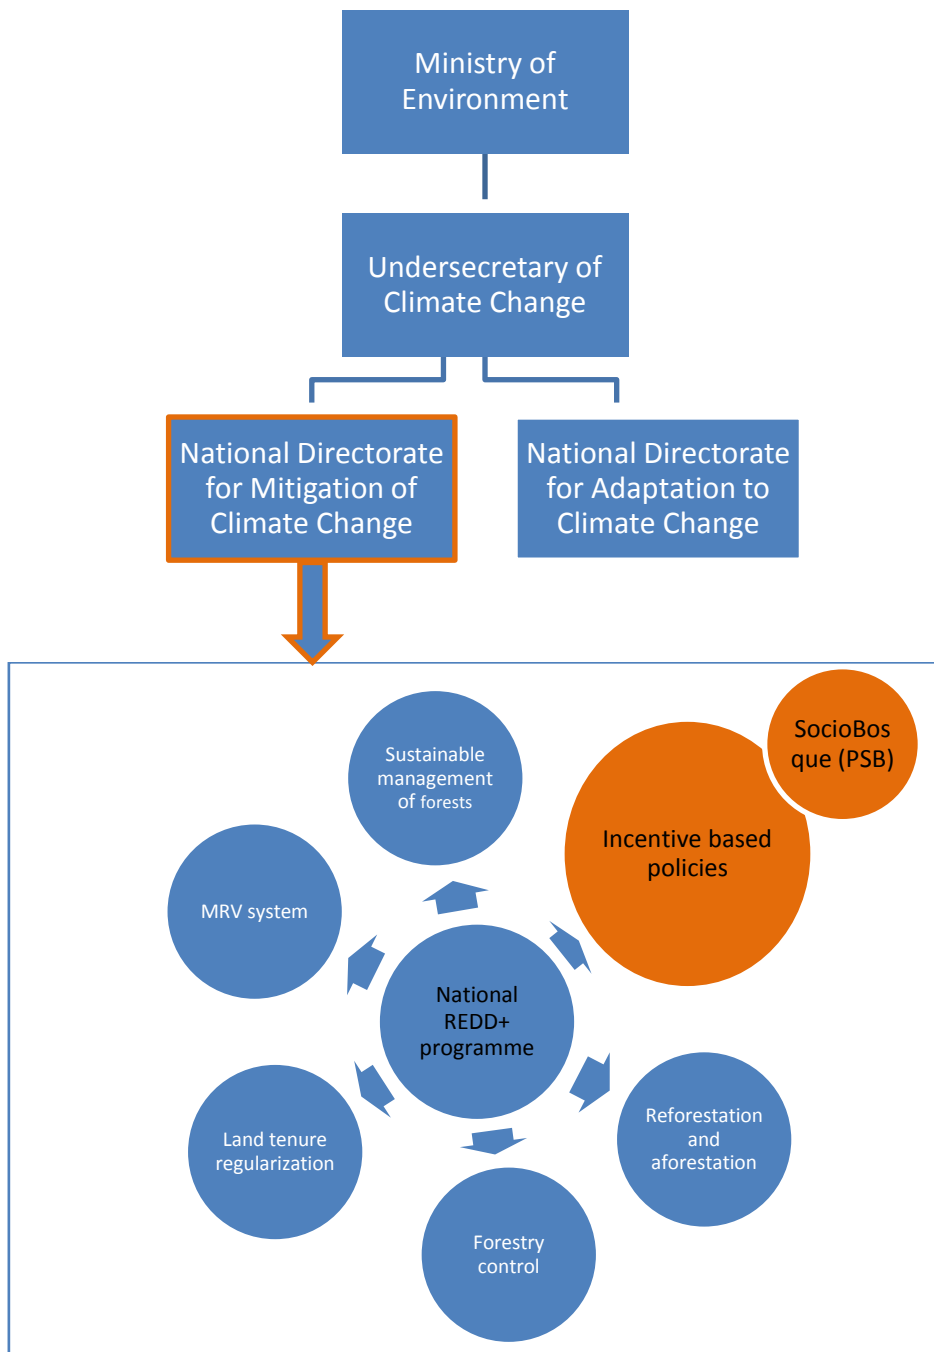 Ministry of
Environment
Undersecretary of
Climate Change
National Directorate
for Mitigation of
Climate Change
National Directorate
for Adaptation to
Climate Change
SocioBos
que (PSB)
Sustainable
management
of forests
Incentive based
policies
MRV system
National
REDD+
programme
Land tenure
regularization
Reforestation
and
aforestation
Forestry
control